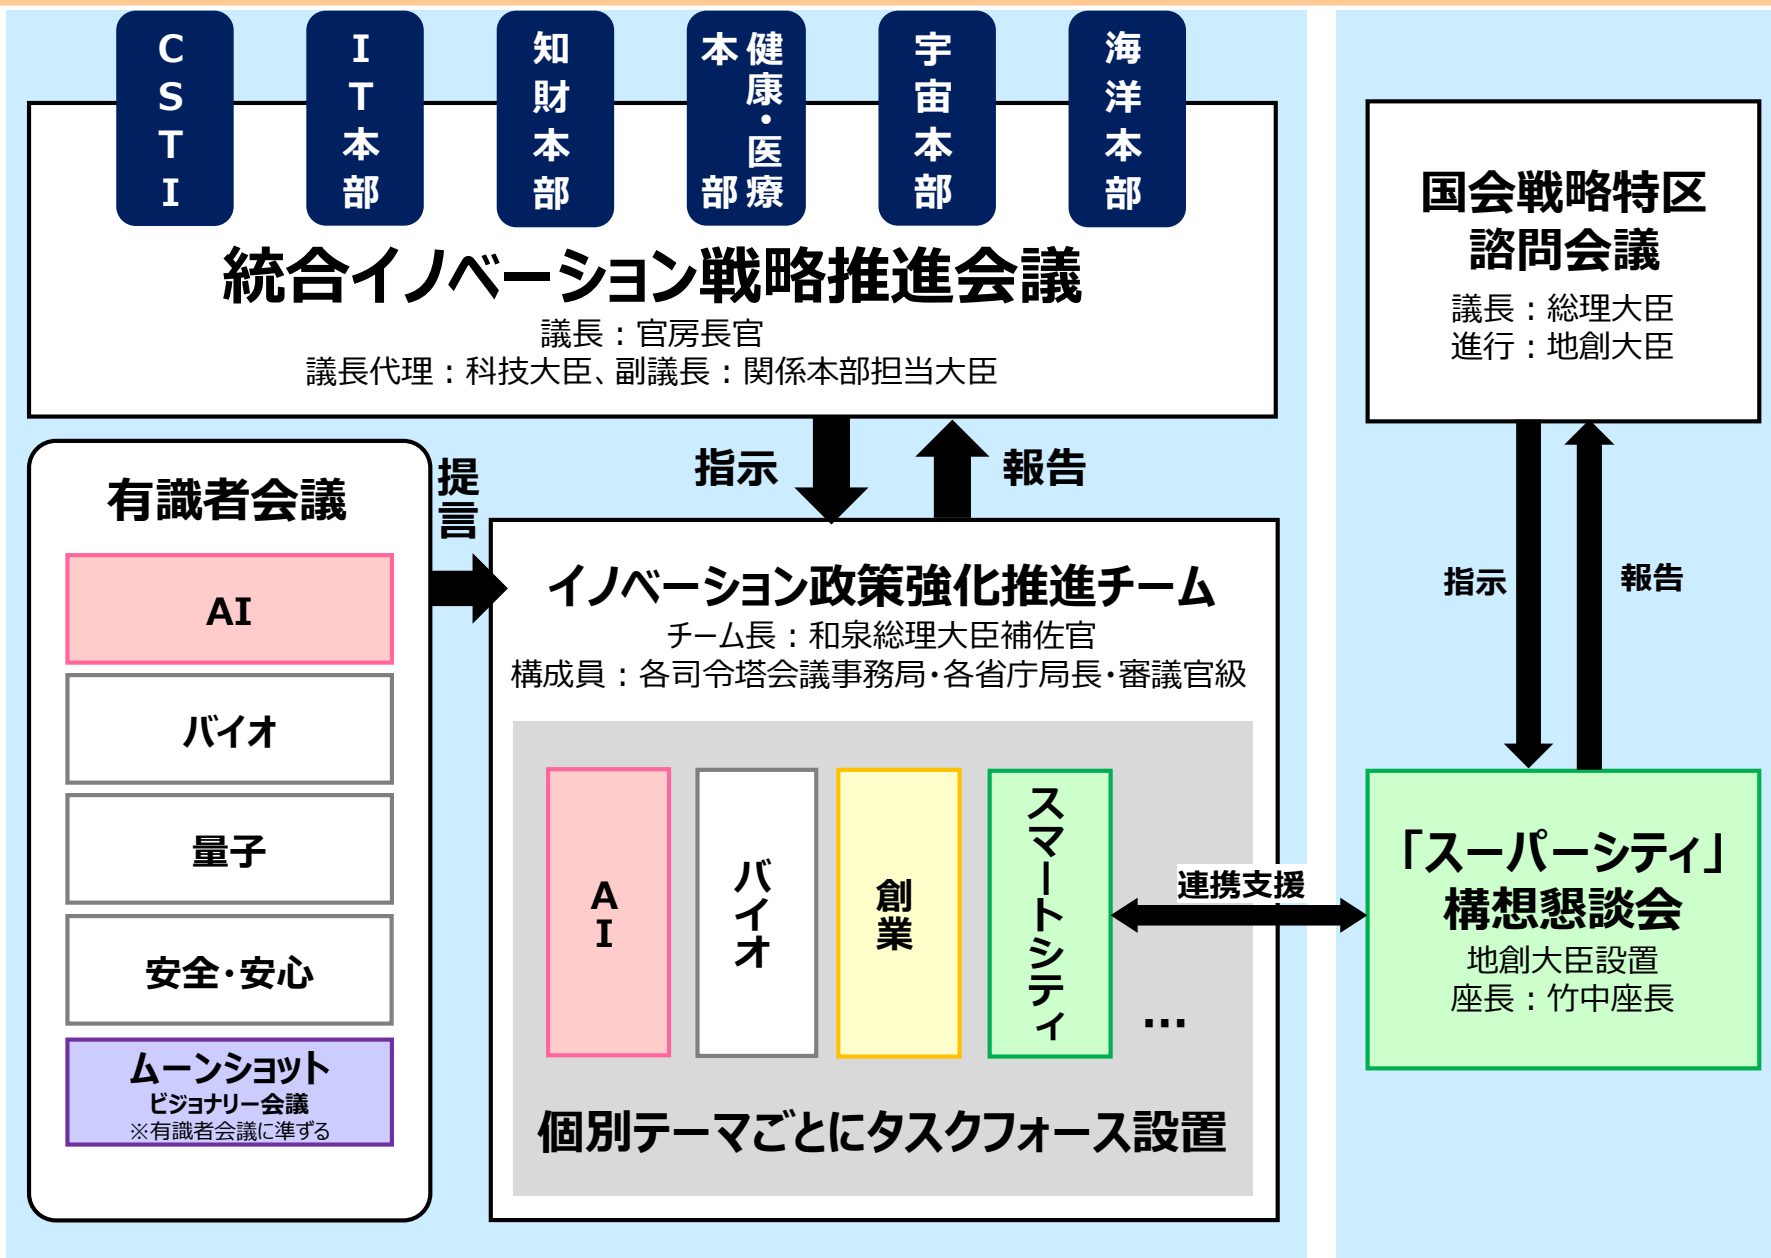 CSTI
IT本部
知財本部
健康・医療
本部
宇宙本部
海洋本部
統合イノベーション戦略推進会議
議長：官房長官
議長代理：科技大臣、副議長：関係本部担当大臣
指示
報告
有識者会議
AI
バイオ
量子
安全・安心
ムーンショット
ビジョナリー会議
※有識者会議に準ずる
提言
イノベーション政策強化推進チーム
チーム長：和泉総理大臣補佐官
構成員：各司令塔会議事務局・各省庁局長・審議官級
AI
バイオ
創業
スマートシティ
…
個別テーマごとにタスクフォース設置
連携支援
国会戦略特区
諮問会議
議長：総理大臣
進行：地創大臣
指示
報告
「スーパーシティ」
構想懇談会
地創大臣設置
座長：竹中座長